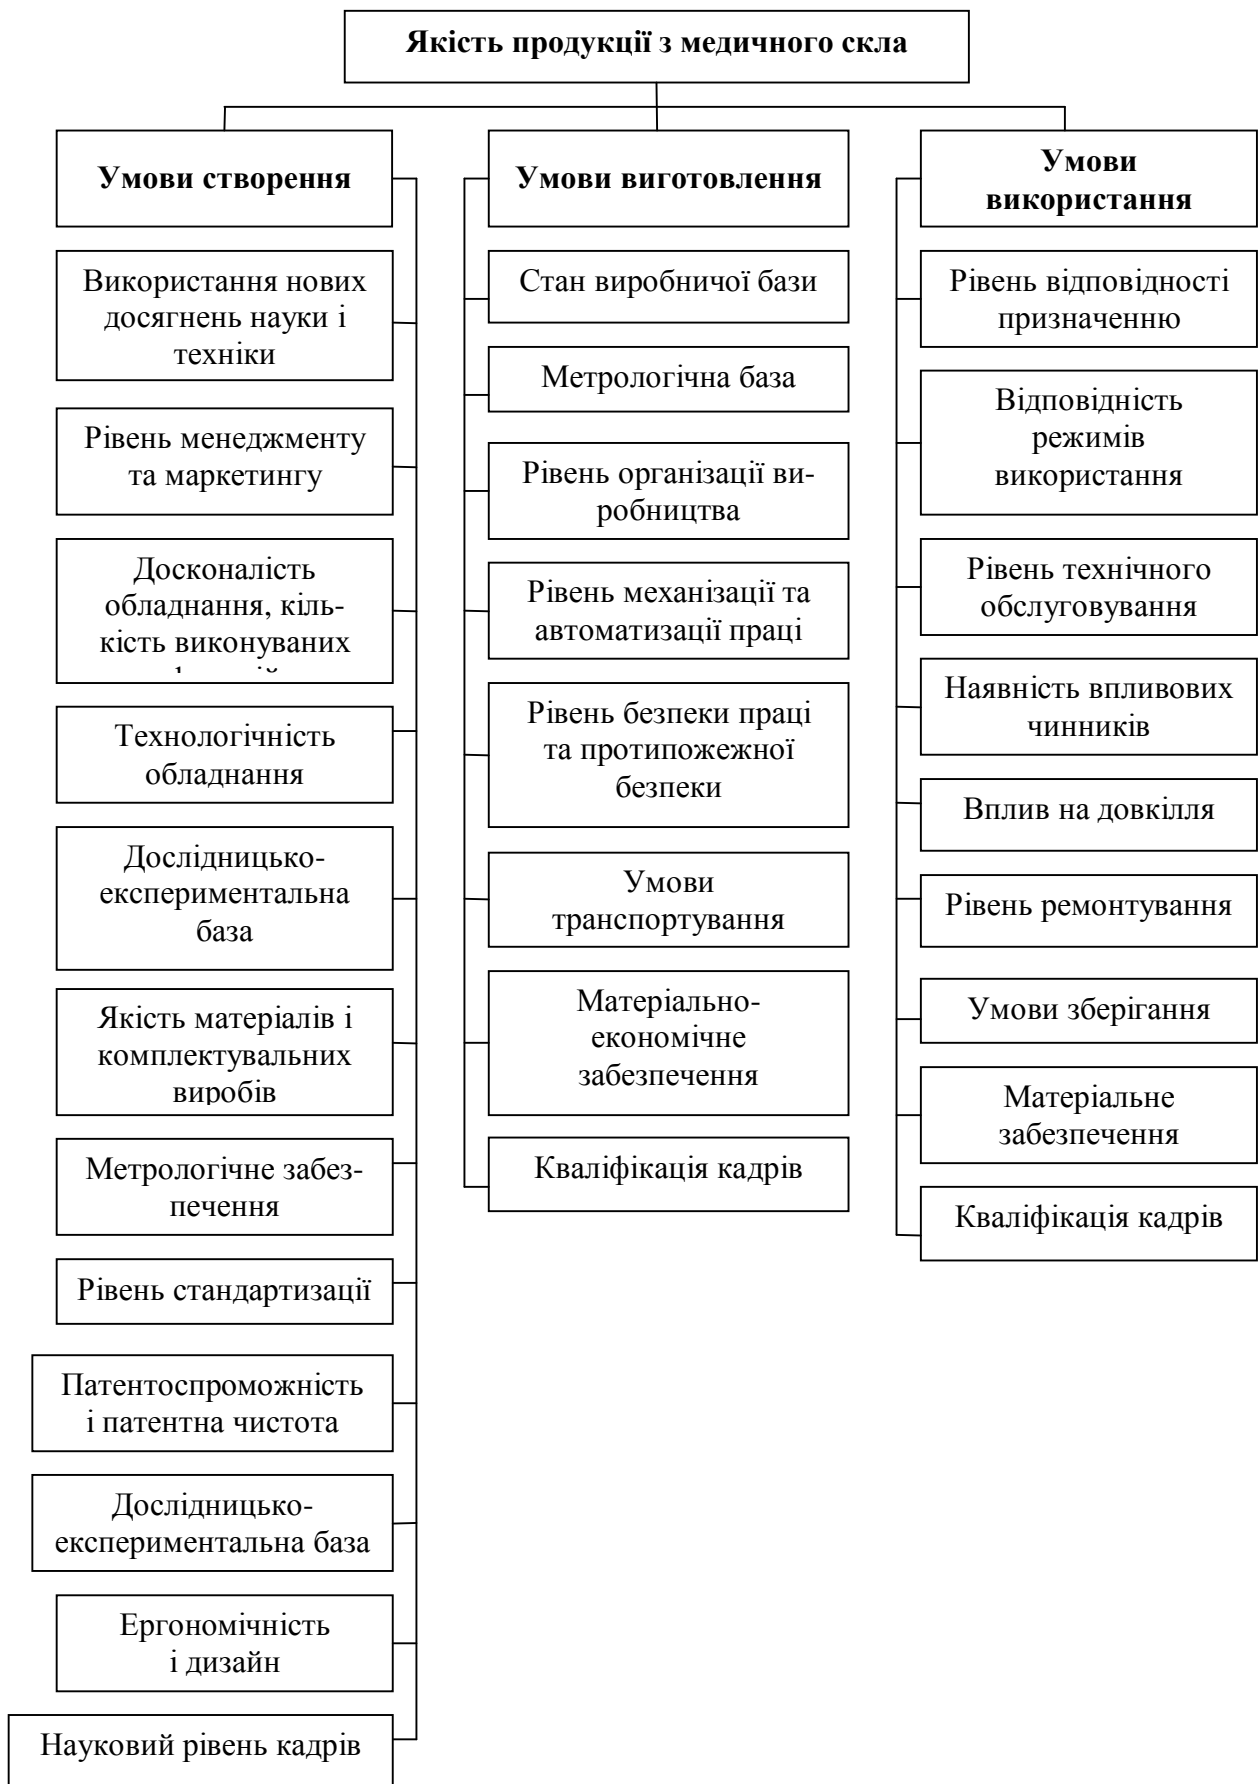 Якість продукції з медичного скла
Умови створення
Використання нових
досягнень науки і
техніки
Рівень менеджменту
та маркетингу
Досконалість
обладнання, кіль-
кість виконуваних
Технологічність
обладнання
Дослідницько-
експериментальна
база
Якість матеріалів і
комплектувальних
виробів
Метрологічне забез-
печення
Рівень стандартизації
Патентоспроможність
і патентна чистота
Дослідницько-
експериментальна база
Ергономічність
і дизайн
Науковий рівень кадрів
Умови виготовлення
Стан виробничої бази
Метрологічна база
Рівень організації ви-
робництва
Рівень механізації та
автоматизації праці
Рівень безпеки праці
та протипожежної
безпеки
Умови
транспортування
Матеріально-
економічне
забезпечення
Кваліфікація кадрів
Умови
використання
Рівень відповідності
призначенню
Відповідність
режимів
використання
Рівень технічного
обслуговування
Наявність впливових
чинників
Вплив на довкілля
Рівень ремонтування
Умови зберігання
Матеріальне
забезпечення
Кваліфікація кадрів